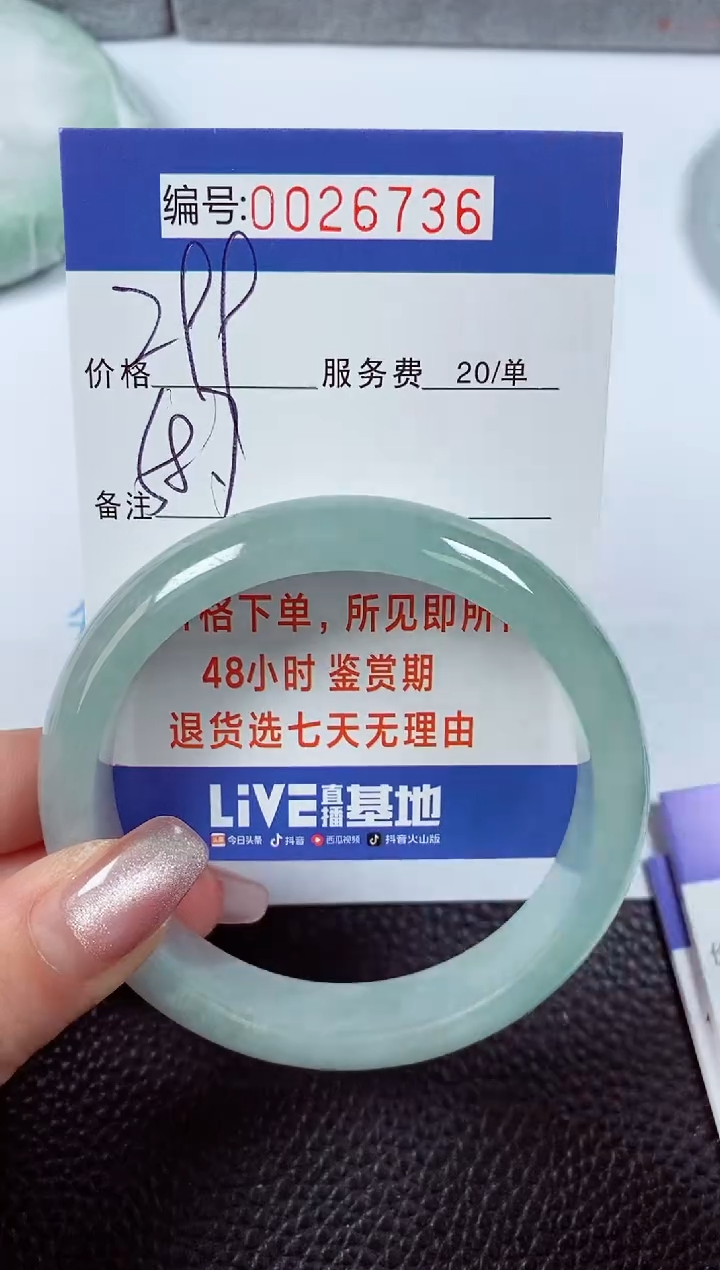 编号:0026736
价格 299 服务费 20/单
备注 8
格下单,所见即所
48小时 鉴赏期
退货选七天无理由
LiVE直播基地
今日头条 抖音 西瓜视频 抖音火山版